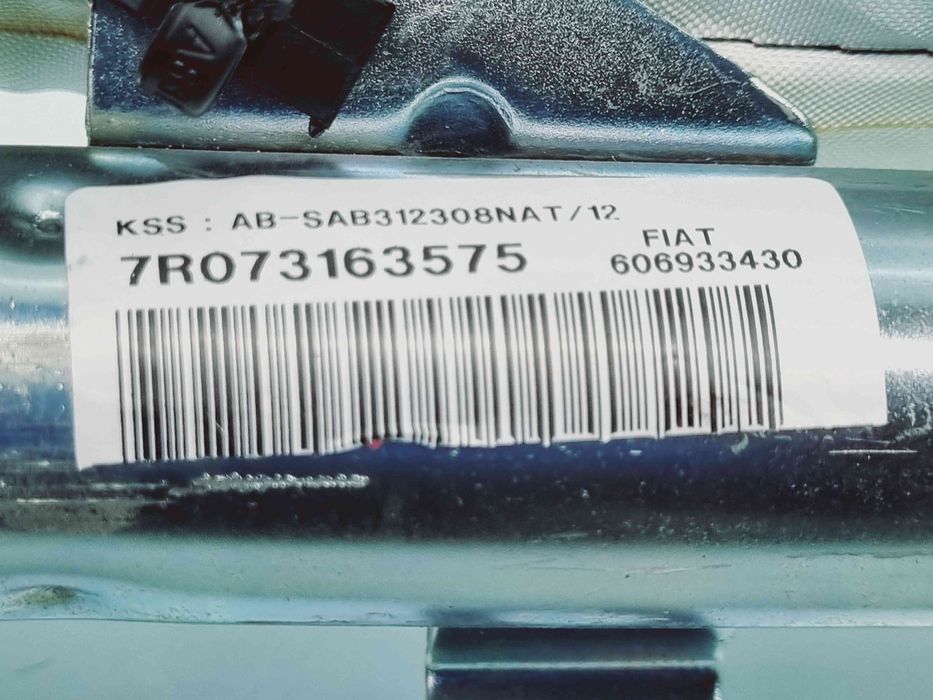 KSS : AB-SAB312308NAT/12
7R073163575
FIAT
606933430